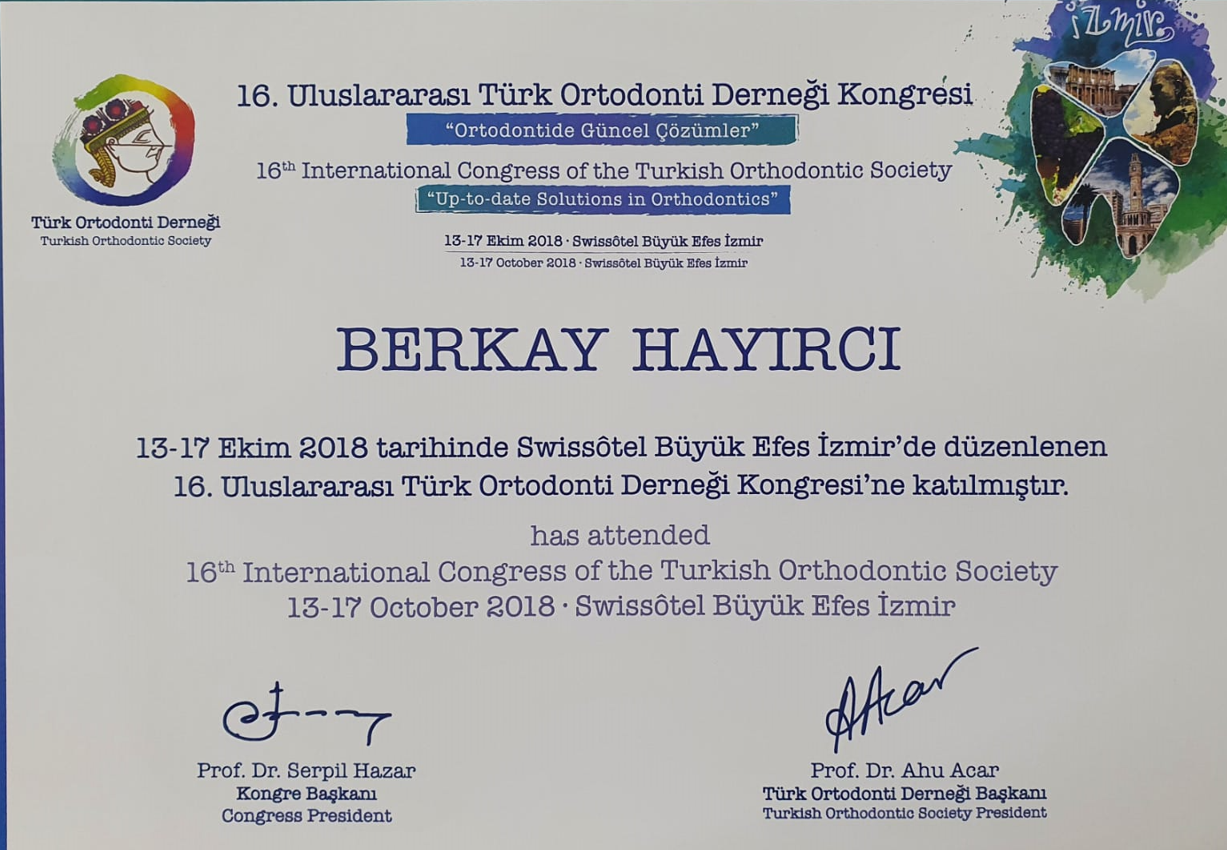 İZMİR
16. Uluslararası Türk Ortodonti Derneği Kongresi
“Ortodontide Güncel Çözümler”
16th International Congress of the Turkish Orthodontic Society
“Up-to-date Solutions in Orthodontics”
Türk Ortodonti Derneği
Turkish Orthodontic Society
13-17 Ekim 2018 · Swissôtel Büyük Efes İzmir
13-17 October 2018 · Swissôtel Büyük Efes İzmir
BERKAY HAYIRCI
13-17 Ekim 2018 tarihinde Swissôtel Büyük Efes İzmir’de düzenlenen
16. Uluslararası Türk Ortodonti Derneği Kongresi’ne katılmıştır.
has attended
16th International Congress of the Turkish Orthodontic Society
13-17 October 2018 · Swissôtel Büyük Efes İzmir
AAcar
Prof. Dr. Serpil Hazar
Kongre Başkanı
Congress President
Prof. Dr. Ahu Acar
Türk Ortodonti Derneği Başkanı
Turkish Orthodontic Society President